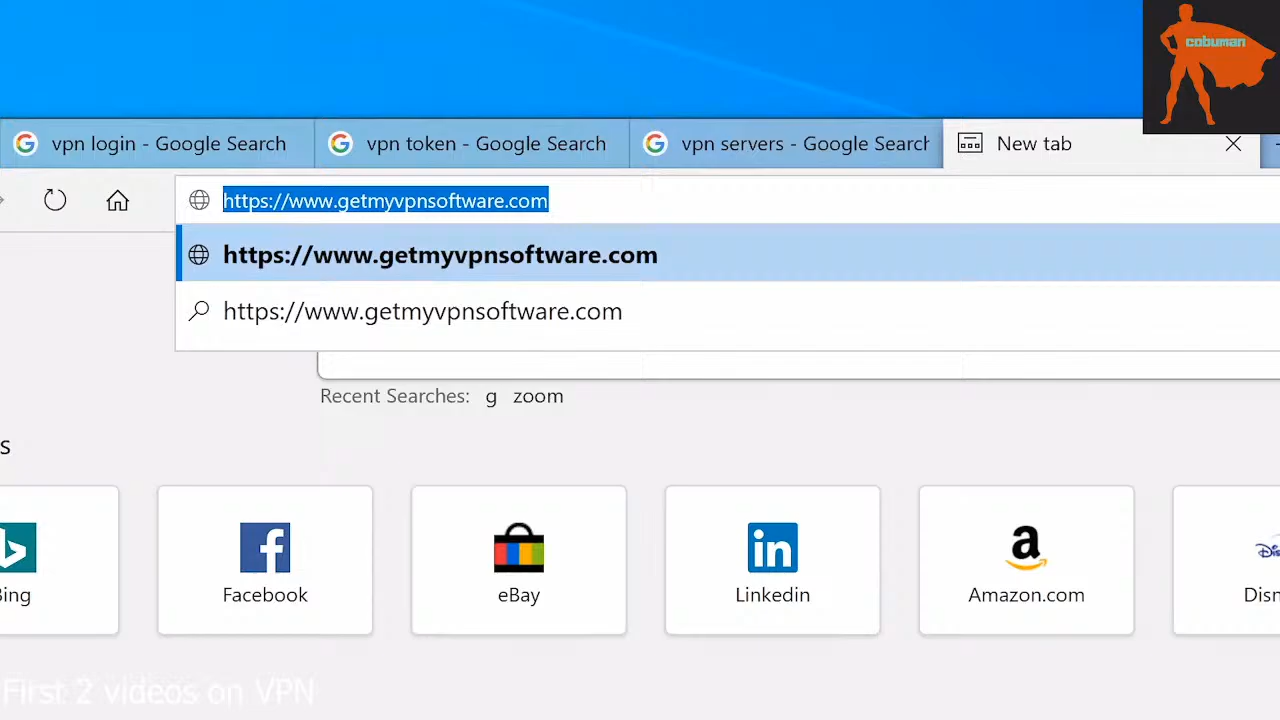 cobuman
vpn login - Google Search
vpn token - Google Search
vpn servers - Google Search
New tab
https://www.getmyvpnsoftware.com
https://www.getmyvpnsoftware.com
https://www.getmyvpnsoftware.com
Recent Searches: g zoom
s
Bing
Facebook
eBay
Linkedin
Amazon.com
Disn
First 2 videos on VPN